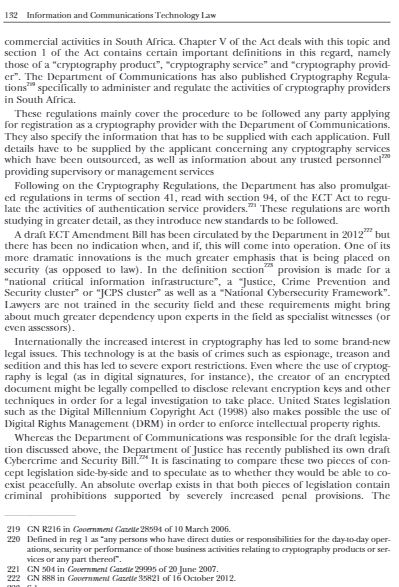 132 Information and Communications Technology Law
commercial activities in South Africa. Chapter V of the Act deals with this topic and
section 1 of the Act contains certain important definitions in this regard, namely
those of a “cryptography product”, “cryptography service” and “cryptography provid-
er”. The Department of Communications has also published Cryptography Regula-
tions219 specifically to administer and regulate the activities of cryptography providers
in South Africa.
These regulations mainly cover the procedure to be followed any party applying
for registration as a cryptography provider with the Department of Communications.
They also specify the information that has to be supplied with each application. Full
details have to be supplied by the applicant concerning any cryptography services
which have been outsourced, as well as information about any trusted personnel220
providing supervisory or management services
Following on the Cryptography Regulations, the Department has also promulgat-
ed regulations in terms of section 41, read with section 94, of the ECT Act to regu-
late the activities of authentication service providers.221 These regulations are worth
studying in greater detail, as they introduce new standards to be followed.
A draft ECT Amendment Bill has been circulated by the Department in 2012222 but
there has been no indication when, and if, this will come into operation. One of its
more dramatic innovations is the much greater emphasis that is being placed on
security (as opposed to law). In the definition section223 provision is made for a
“national critical information infrastructure”, a “Justice, Crime Prevention and
Security cluster” or “JCPS cluster” as well as a “National Cybersecurity Framework”.
Lawyers are not trained in the security field and these requirements might bring
about much greater dependency upon experts in the field as specialist witnesses (or
even assessors).
Internationally the increased interest in cryptography has led to some brand-new
legal issues. This technology is at the basis of crimes such as espionage, treason and
sedition and this has led to severe export restrictions. Even where the use of cryptog-
raphy is legal (as in digital signatures, for instance), the creator of an encrypted
document might be legally compelled to disclose relevant encryption keys and other
techniques in order for a legal investigation to take place. United States legislation
such as the Digital Millennium Copyright Act (1998) also makes possible the use of
Digital Rights Management (DRM) in order to enforce intellectual property rights.
Whereas the Department of Communications was responsible for the draft legisla-
tion discussed above, the Department of Justice has recently published its own draft
Cybercrime and Security Bill.224 It is fascinating to compare these two pieces of con-
cept legislation side-by-side and to speculate as to whether they would be able to co-
exist peacefully. An absolute overlap exists in that both pieces of legislation contain
criminal prohibitions supported by severely increased penal provisions. The
219 GN R216 in Government Gazette 28594 of 10 March 2006.
220 Defined in reg 1 as “any persons who have direct duties or responsibilities for the day-to-day oper-
ations, security or performance of those business activities relating to cryptography products or ser-
vices or any part thereof”.
221 GN 504 in Government Gazette 29995 of 20 June 2007.
222 GN 888 in Government Gazette 35821 of 16 October 2012.